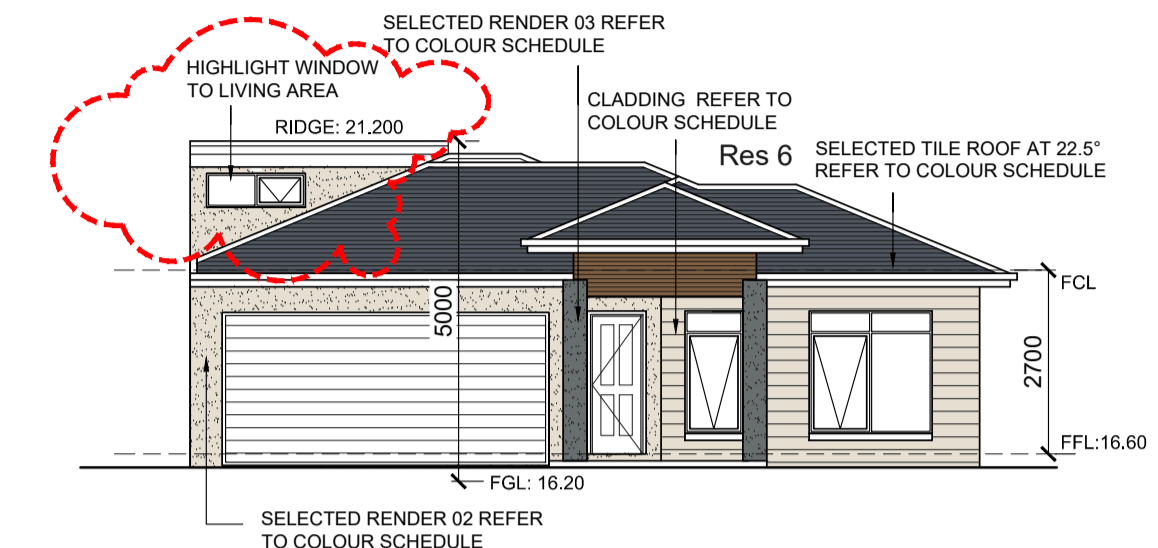 SELECTED RENDER 03 REFER
TO COLOUR SCHEDULE
HIGHLIGHT WINDOW
TO LIVING AREA
RIDGE: 21.200
CLADDING REFER TO
COLOUR SCHEDULE
Res 6
SELECTED TILE ROOF AT 22.5°
REFER TO COLOUR SCHEDULE
FCL
5000
2700
FFL:16.60
FGL: 16.20
SELECTED RENDER 02 REFER
TO COLOUR SCHEDULE